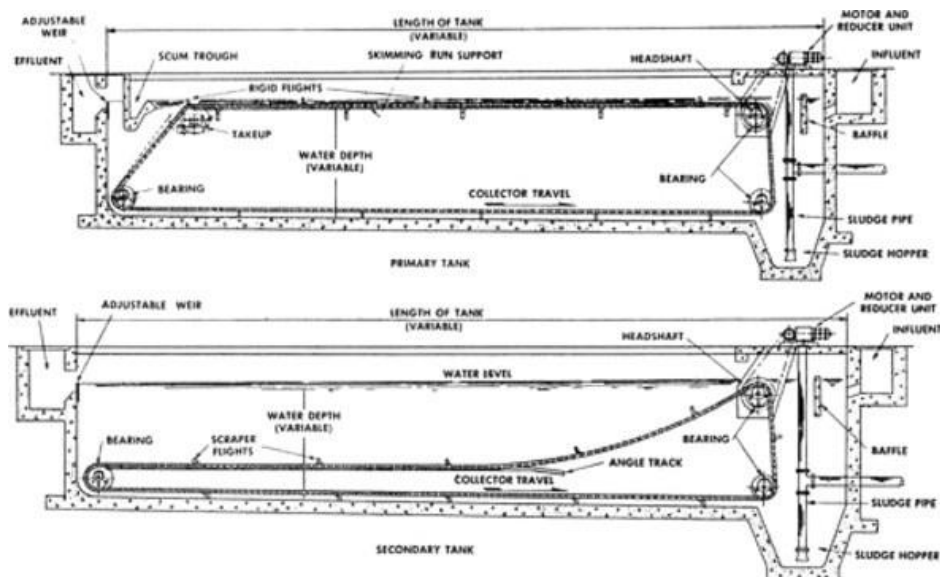 LENGTH OF TANK
(VARIABLE)
ADJUSTABLE
WEIR
MOTOR AND
REDUCER UNIT
EFFLUENT
SCUM TROUGH
SKIMMING RUN SUPPORT
HEADSHAFT
INFLUENT
RIGID FLIGHTS
TAKEUP
BAFFLE
WATER DEPTH
(VARIABLE)
BEARING
BEARING
COLLECTOR TRAVEL
SLUDGE PIPE
SLUDGE HOPPER
PRIMARY TANK
ADJUSTABLE WEIR
MOTOR AND
REDUCER UNIT
EFFLUENT
LENGTH OF TANK
(VARIABLE)
HEADSHAFT
INFLUENT
WATER LEVEL
WATER DEPTH
(VARIABLE)
BEARING
SCRAPER
FLIGHTS
BEARING
BAFFLE
ANGLE TRACK
COLLECTOR TRAVEL
SLUDGE PIPE
SLUDGE HOPPER
SECONDARY TANK